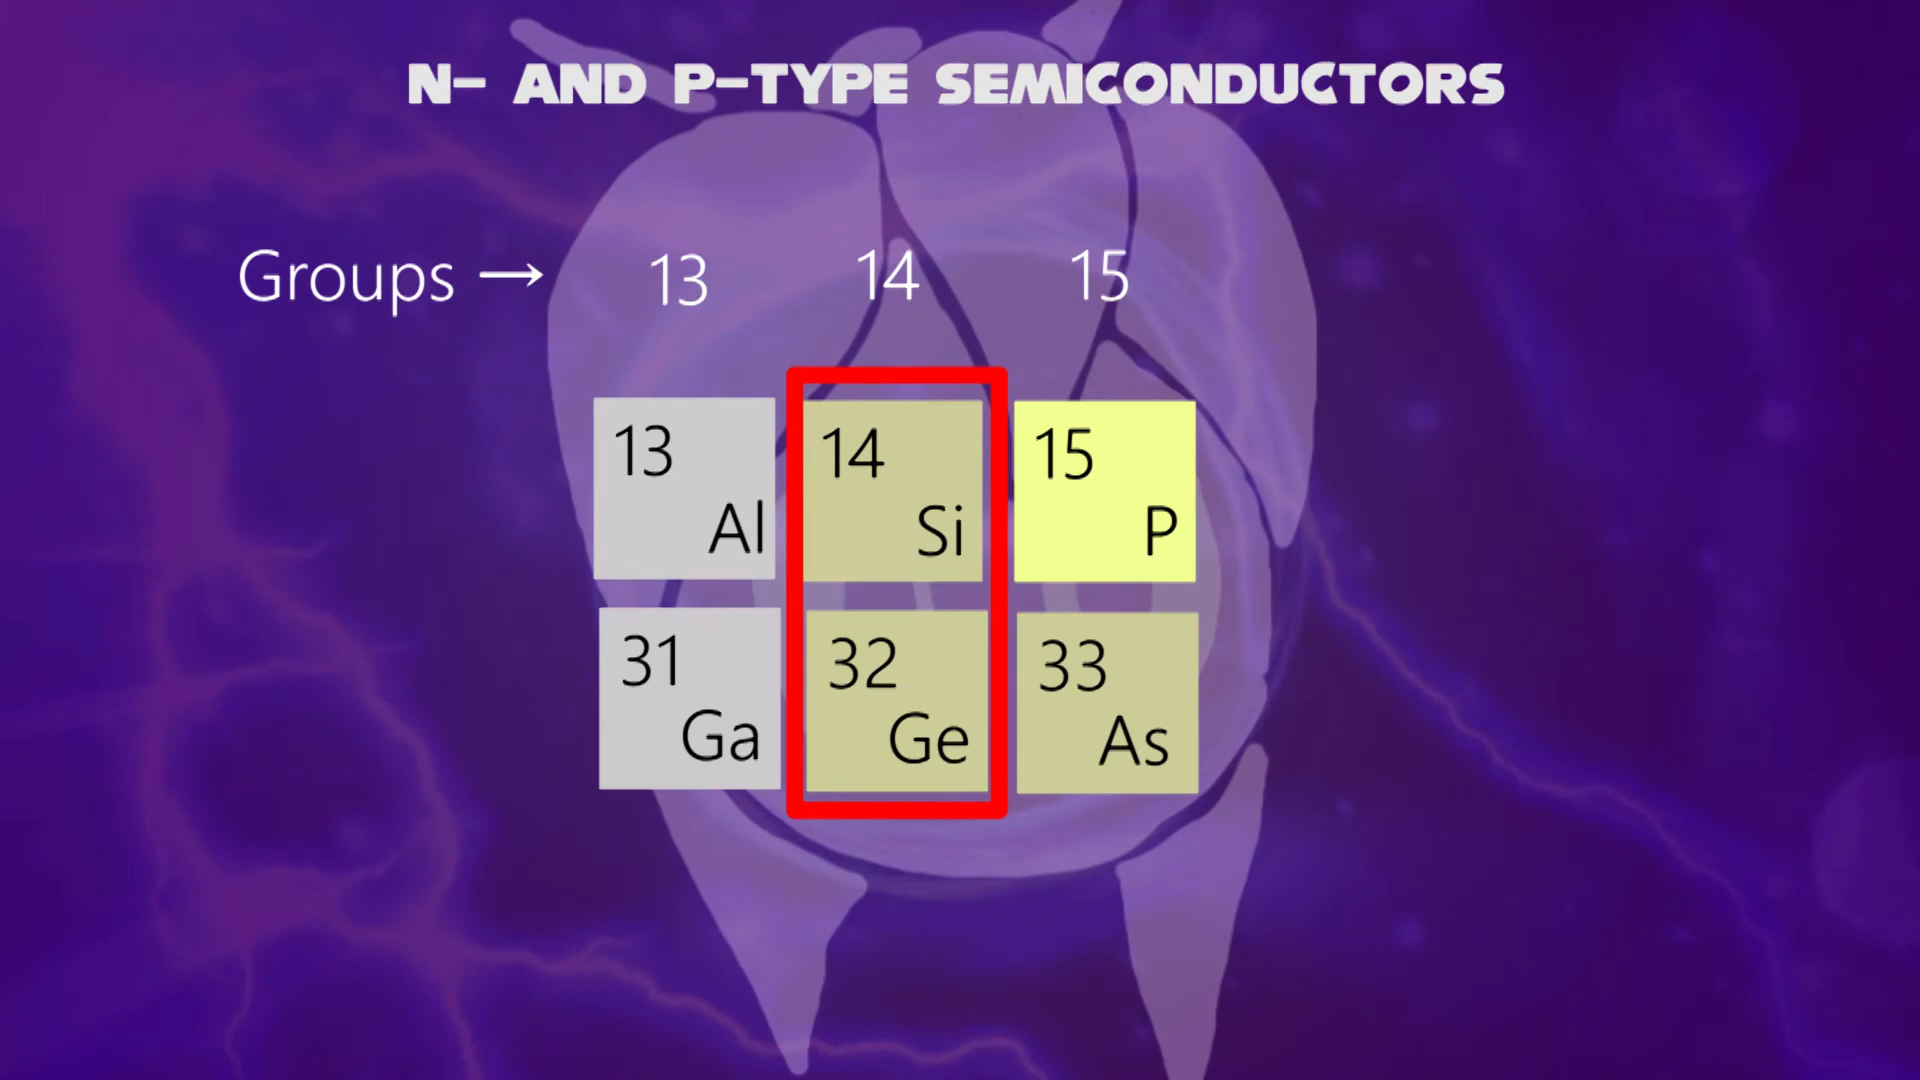 N- AND P-TYPE SEMICONDUCTORS
Groups → 13 14 15
13 14 15
Al Si P
31 32 33
Ga Ge As